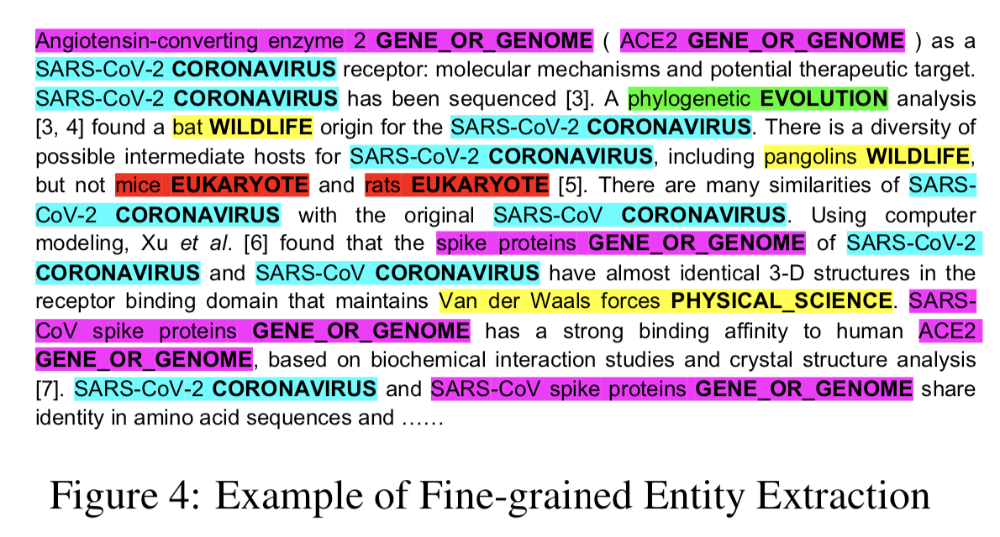 Angiotensin-converting enzyme 2 GENE_OR_GENOME ( ACE2 GENE_OR_GENOME ) as a
SARS-CoV-2 CORONAVIRUS receptor: molecular mechanisms and potential therapeutic target.
SARS-CoV-2 CORONAVIRUS has been sequenced [3]. A phylogenetic EVOLUTION analysis
[3, 4] found a bat WILDLIFE origin for the SARS-CoV-2 CORONAVIRUS. There is a diversity of
possible intermediate hosts for SARS-CoV-2 CORONAVIRUS, including pangolins WILDLIFE,
but not mice EUKARYOTE and rats EUKARYOTE [5]. There are many similarities of SARS-
CoV-2 CORONAVIRUS with the original SARS-CoV CORONAVIRUS. Using computer
modeling, Xu et al. [6] found that the spike proteins GENE_OR_GENOME of SARS-CoV-2
CORONAVIRUS and SARS-CoV CORONAVIRUS have almost identical 3-D structures in the
receptor binding domain that maintains Van der Waals forces PHYSICAL_SCIENCE. SARS-
CoV spike proteins GENE_OR_GENOME has a strong binding affinity to human ACE2
GENE_OR_GENOME, based on biochemical interaction studies and crystal structure analysis
[7]. SARS-CoV-2 CORONAVIRUS and SARS-CoV spike proteins GENE_OR_GENOME share
identity in amino acid sequences and ......
Figure 4: Example of Fine-grained Entity Extraction